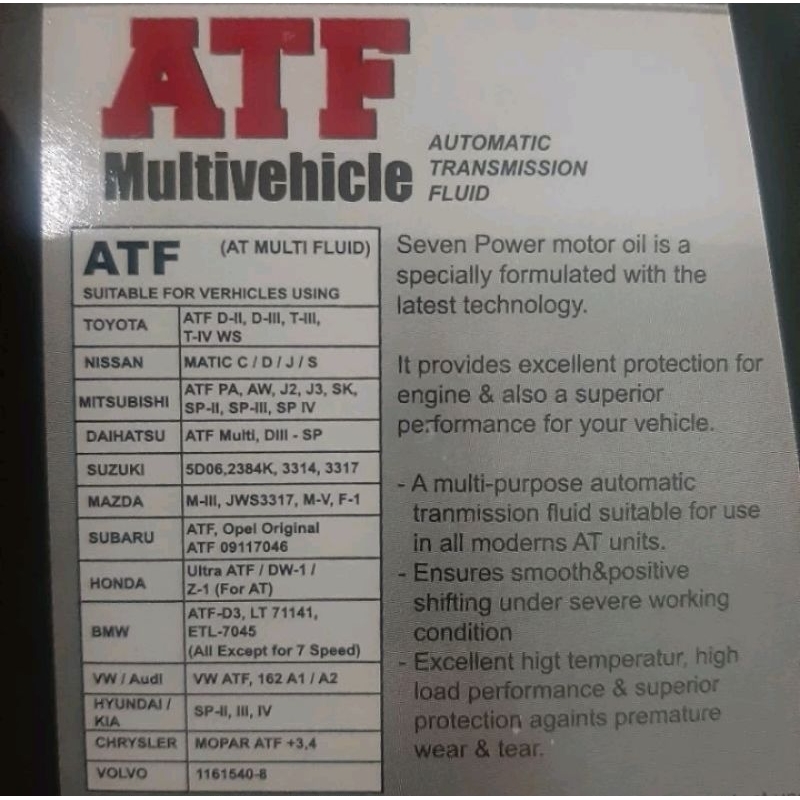 ATF
Multivehicle
AUTOMATIC
TRANSMISSION
FLUID
ATF (AT MULTI FLUID)
SUITABLE FOR VERHICLES USING
TOYOTA ATF D-II, D-III, T-III,
T-IV WS
NISSAN MATIC C / D / J / S
MITSUBISHI ATF PA, AW, J2, J3, SK,
SP-II, SP-III, SP IV
DAIHATSU ATF Multi, DIII - SP
SUZUKI 5D06,2384K, 3314, 3317
MAZDA M-III, JWS3317, M-V, F-1
SUBARU ATF, Opel Original
ATF 09117046
HONDA Ultra ATF / DW-1 /
Z-1 (For AT)
BMW ATF-D3, LT 71141,
ETL-7045
(All Except for 7 Speed)
VW / Audi VW ATF, 162 A1 / A2
HYUNDAI /
KIA SP-II, III, IV
CHRYSLER MOPAR ATF +3,4
VOLVO 1161540-8
Seven Power motor oil is a
specially formulated with the
latest technology.
It provides excellent protection for
engine & also a superior
performance for your vehicle.
- A multi-purpose automatic
tranmission fluid suitable for use
in all moderns AT units.
- Ensures smooth&positive
shifting under severe working
condition
- Excellent higt temperatur, high
load performance & superior
protection againts premature
wear & tear.